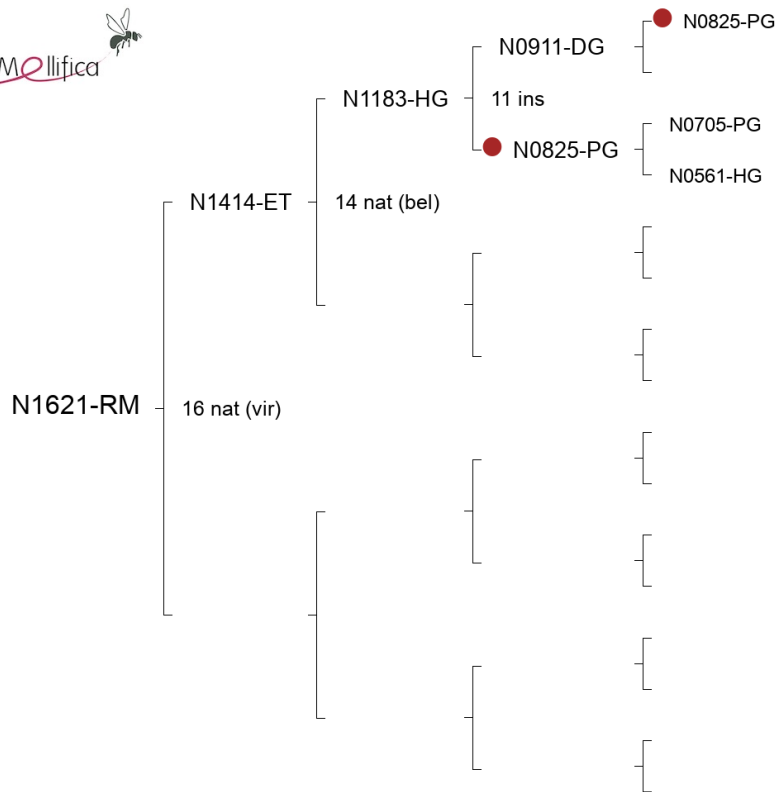 Mellifica
N0825-PG
N0911-DG
N1183-HG
11 ins
N0705-PG
N0825-PG
N0561-HG
N1414-ET
14 nat (bel)
N1621-RM
16 nat (vir)